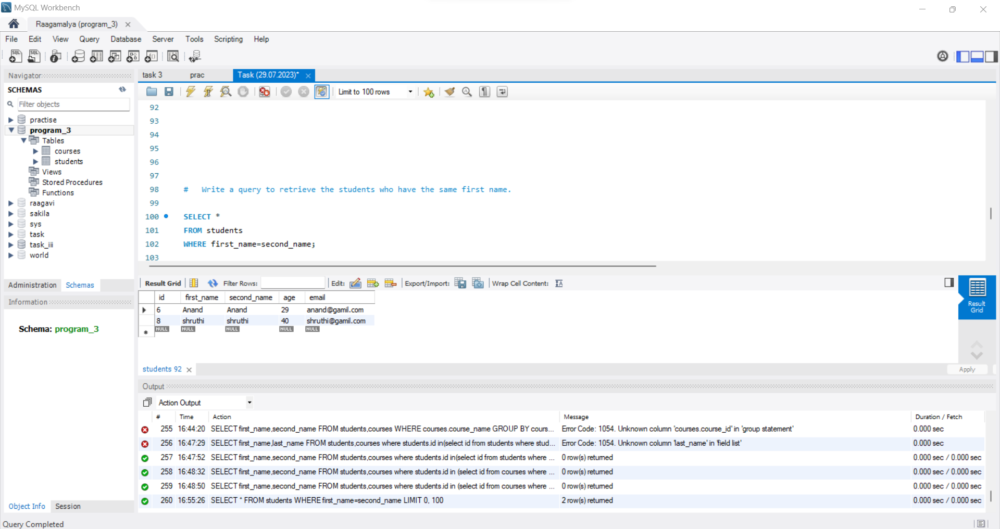 MySQL Workbench
Raagamalya (program_3)
File Edit View Query Database Server Tools Scripting Help
Navigator
SCHEMAS
Filter objects
practise
program_3
Tables
courses
students
Views
Stored Procedures
Functions
raagavi
sakila
sys
task
task_iii
world
Administration Schemas
Information
Schema: program_3
Object Info Session
Query Completed
task 3 prac Task (29.07.2023)*
Limit to 100 rows
92
93
94
95
96
97
98 # Write a query to retrieve the students who have the same first name.
99
100 SELECT *
101 FROM students
102 WHERE first_name=second_name;
103
Result Grid Filter Rows: Edit: Export/Import: Wrap Cell Content:
id first_name second_name age email
6 Anand Anand 29 anand@gamil.com
8 shruthi shruthi 40 shruthi@gamil.com
NULL NULL NULL NULL NULL
Result
Grid
students 92
Apply
Output
Action Output
# Time Action Message Duration / Fetch
255 16:44:20 SELECT first_name,second_name FROM students,courses WHERE courses.course_name GROUP BY cours... Error Code: 1054. Unknown column 'courses.course_id' in 'group statement' 0.000 sec
256 16:47:29 SELECT first_name,last_name FROM students,courses where students.id in(select id from students where stud... Error Code: 1054. Unknown column 'last_name' in 'field list' 0.000 sec
257 16:47:52 SELECT first_name,second_name FROM students,courses where students.id in(select id from students where ... 0 row(s) returned 0.000 sec / 0.000 sec
258 16:48:32 SELECT first_name,second_name FROM students,courses where students.id in (select id from courses where ... 0 row(s) returned 0.000 sec / 0.000 sec
259 16:48:50 SELECT first_name,second_name FROM students,courses where students.id in (select id from courses where ... 0 row(s) returned 0.000 sec / 0.000 sec
260 16:55:26 SELECT * FROM students WHERE first_name=second_name LIMIT 0, 100 2 row(s) returned 0.000 sec / 0.000 sec